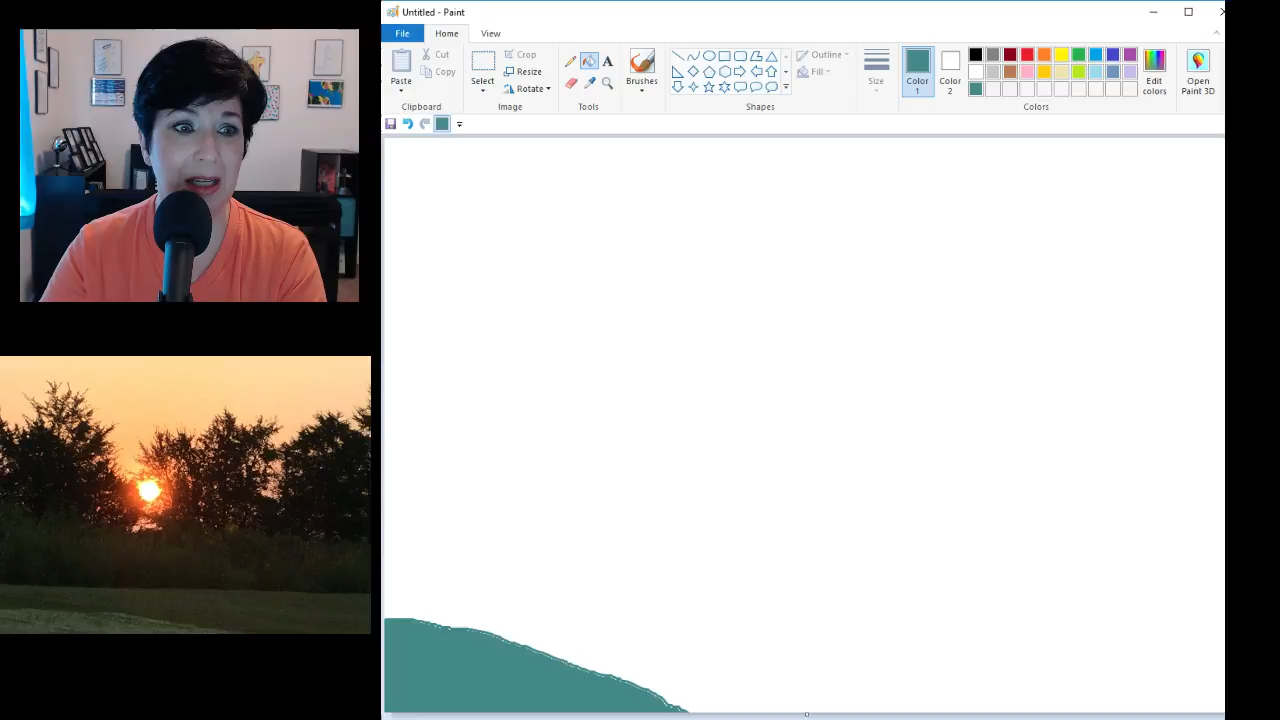 Untitled - Paint
File Home View
Paste
Cut
Copy
Clipboard
Select
Crop
Resize
Rotate
Image
A
Tools
Brushes
Shapes
Outline
Fill
Size
Color
1
Color
2
Edit
colors
Colors
Open
Paint 3D